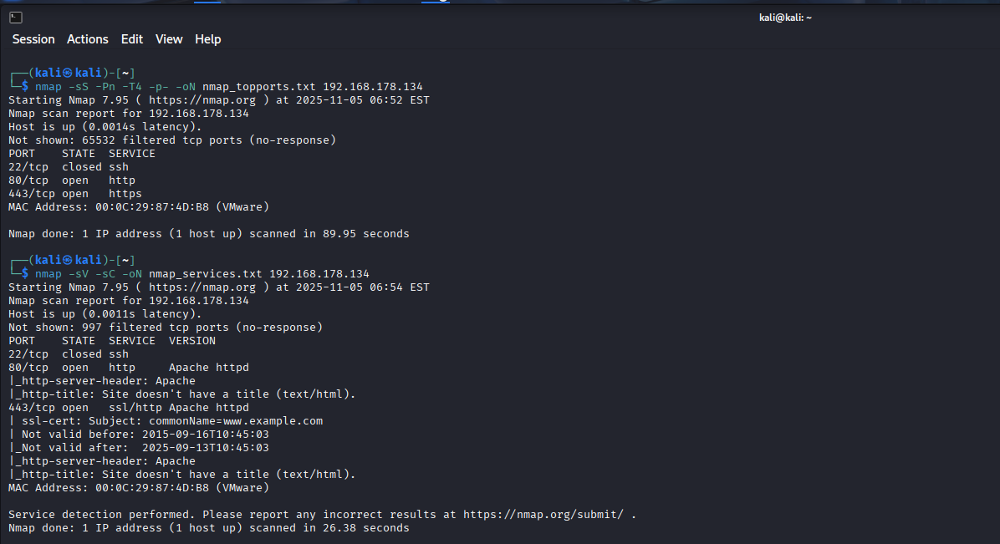 kali@kali: ~
Session Actions Edit View Help
┌──(kali㉿kali)-[~]
└─$ nmap -sS -Pn -T4 -p- -oN nmap_topports.txt 192.168.178.134
Starting Nmap 7.95 ( https://nmap.org ) at 2025-11-05 06:52 EST
Nmap scan report for 192.168.178.134
Host is up (0.0014s latency).
Not shown: 65532 filtered tcp ports (no-response)
PORT    STATE  SERVICE
22/tcp  closed ssh
80/tcp  open   http
443/tcp open   https
MAC Address: 00:0C:29:87:4D:B8 (VMware)
Nmap done: 1 IP address (1 host up) scanned in 89.95 seconds
┌──(kali㉿kali)-[~]
└─$ nmap -sV -sC -oN nmap_services.txt 192.168.178.134
Starting Nmap 7.95 ( https://nmap.org ) at 2025-11-05 06:54 EST
Nmap scan report for 192.168.178.134
Host is up (0.0011s latency).
Not shown: 997 filtered tcp ports (no-response)
PORT    STATE  SERVICE  VERSION
22/tcp  closed ssh
80/tcp  open   http     Apache httpd
|_http-server-header: Apache
|_http-title: Site doesn't have a title (text/html).
443/tcp open   ssl/http Apache httpd
| ssl-cert: Subject: commonName=www.example.com
| Not valid before: 2015-09-16T10:45:03
|_Not valid after:  2025-09-13T10:45:03
|_http-server-header: Apache
|_http-title: Site doesn't have a title (text/html).
MAC Address: 00:0C:29:87:4D:B8 (VMware)
Service detection performed. Please report any incorrect results at https://nmap.org/submit/ .
Nmap done: 1 IP address (1 host up) scanned in 26.38 seconds